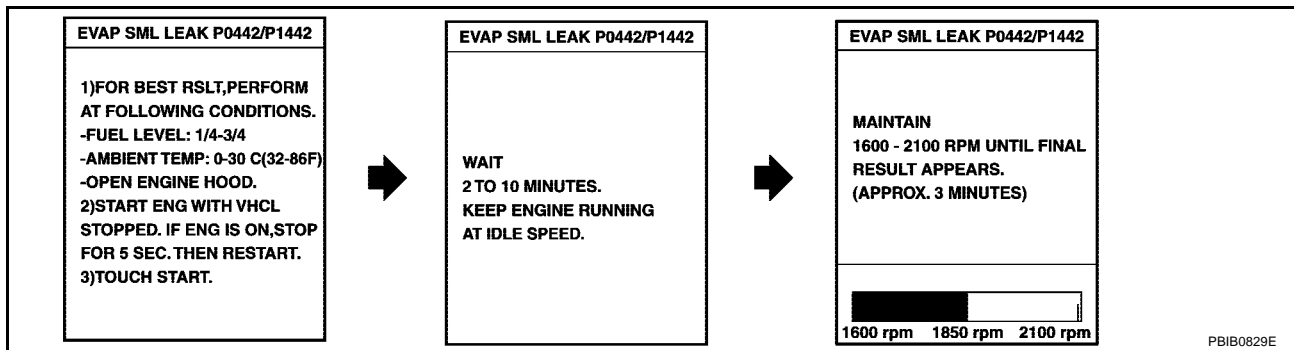 EVAP SML LEAK P0442/P1442
1)FOR BEST RSLT,PERFORM
AT FOLLOWING CONDITIONS.
-FUEL LEVEL: 1/4-3/4
-AMBIENT TEMP: 0-30 C(32-86F)
-OPEN ENGINE HOOD.
2)START ENG WITH VHCL
STOPPED. IF ENG IS ON,STOP
FOR 5 SEC. THEN RESTART.
3)TOUCH START.
EVAP SML LEAK P0442/P1442
WAIT
2 TO 10 MINUTES.
KEEP ENGINE RUNNING
AT IDLE SPEED.
EVAP SML LEAK P0442/P1442
MAINTAIN
1600 - 2100 RPM UNTIL FINAL
RESULT APPEARS.
(APPROX. 3 MINUTES)
1600 rpm 1850 rpm 2100 rpm
PBIB0829E